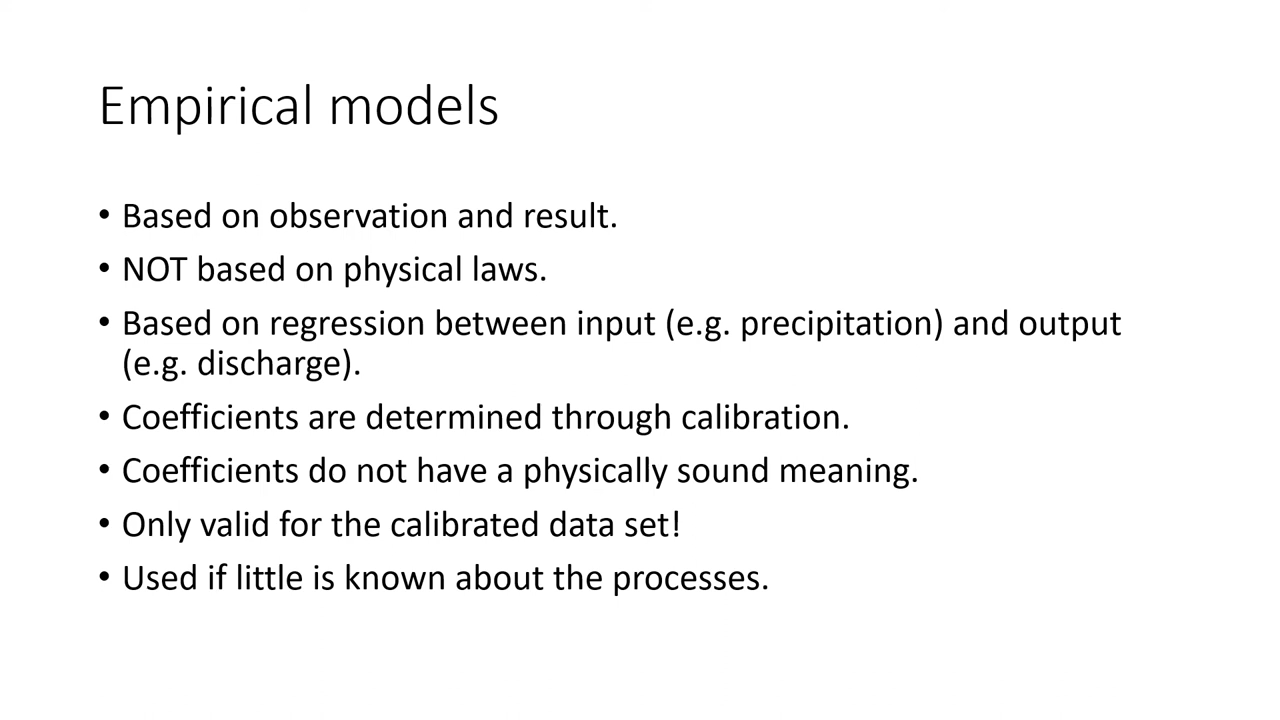 Empirical models
• Based on observation and result.
• NOT based on physical laws.
• Based on regression between input (e.g. precipitation) and output
(e.g. discharge).
• Coefficients are determined through calibration.
• Coefficients do not have a physically sound meaning.
• Only valid for the calibrated data set!
• Used if little is known about the processes.